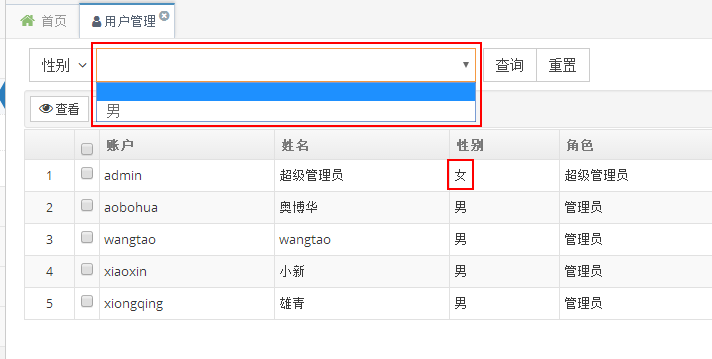 首页 用户管理
性别 查询 重置
查看 男
账户 姓名 性别 角色
1 admin 超级管理员 女 超级管理员
2 aobohua 奥博华 男 管理员
3 wangtao wangtao 男 管理员
4 xiaoxin 小新 男 管理员
5 xiongqing 雄青 男 管理员